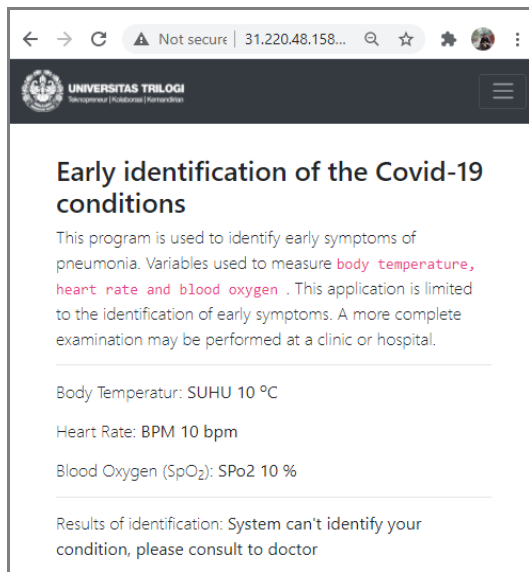 Not secure | 31.220.48.158...
UNIVERSITAS TRILOGI
Teknopreneur | Kolaborasi | Kemandirian
Early identification of the Covid-19
conditions
This program is used to identify early symptoms of
pneumonia. Variables used to measure body temperature,
heart rate and blood oxygen . This application is limited
to the identification of early symptoms. A more complete
examination may be performed at a clinic or hospital.
Body Temperatur: SUHU 10 °C
Heart Rate: BPM 10 bpm
Blood Oxygen (SpO₂): SPo2 10 %
Results of identification: System can't identify your
condition, please consult to doctor